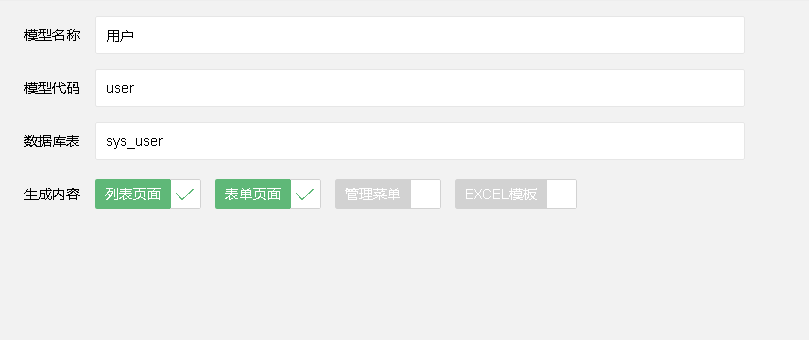 模型名称 用户
模型代码 user
数据库表 sys_user
生成内容 列表页面 表单页面 管理菜单 EXCEL模板